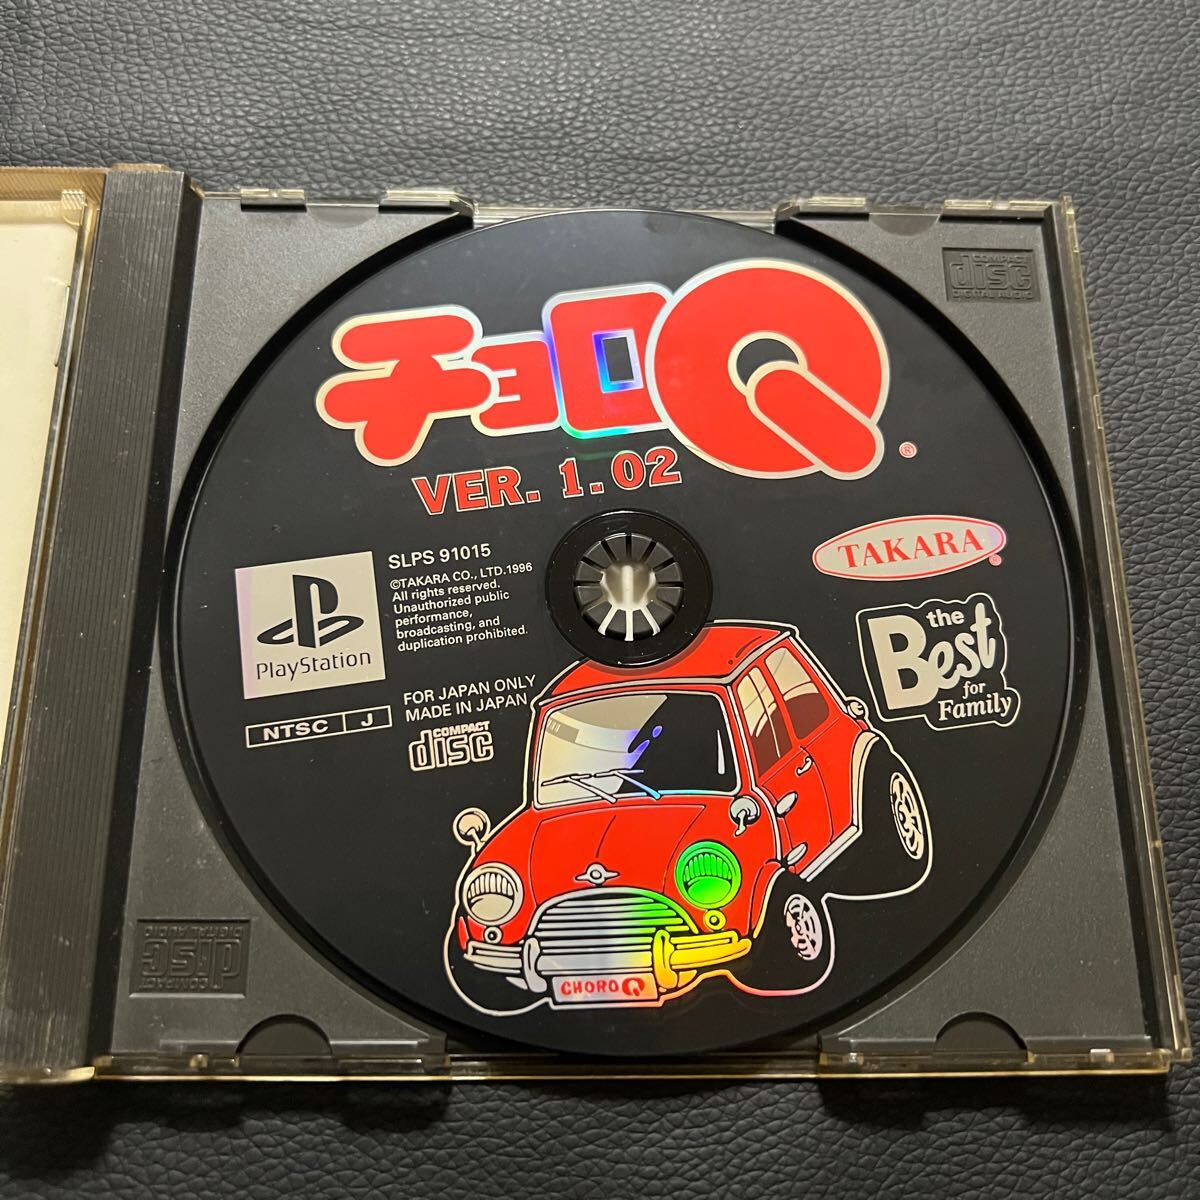 チョロQ
®
VER. 1.02
SLPS 91015
©TAKARA CO., LTD.1996
All rights reserved.
Unauthorized public
performance,
broadcasting, and
duplication prohibited.
PlayStation
FOR JAPAN ONLY
MADE IN JAPAN
NTSC J
COMPACT
disc
TAKARA
®
the
Best
for
Family
CHORO Q
COMPACT
disc
DIGITAL AUDIO
COMPACT
disc
DIGITAL AUDIO